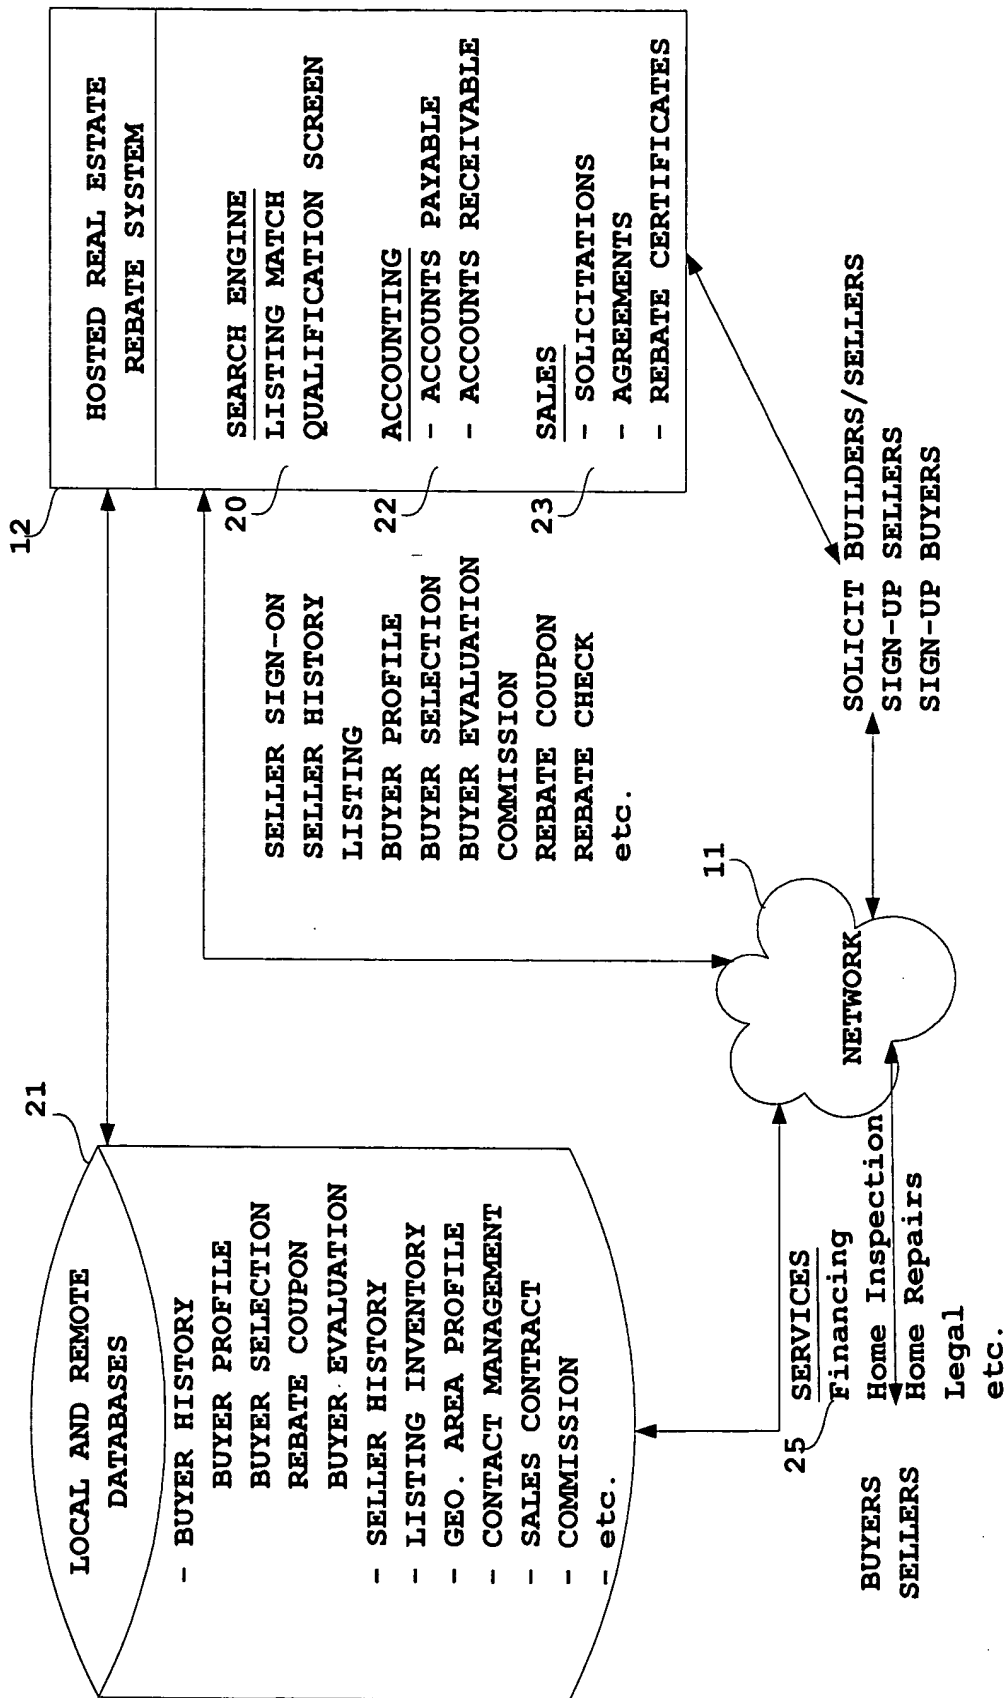 LOCAL AND REMOTE
DATABASES
21
- BUYER HISTORY
BUYER PROFILE
BUYER SELECTION
REBATE COUPON
BUYER EVALUATION
- SELLER HISTORY
- LISTING INVENTORY
- GEO. AREA PROFILE
- CONTACT MANAGEMENT
- SALES CONTRACT
- COMMISSION
- etc.
12
HOSTED REAL ESTATE
REBATE SYSTEM
20
SEARCH ENGINE
LISTING MATCH
QUALIFICATION SCREEN
22
ACCOUNTING
- ACCOUNTS PAYABLE
- ACCOUNTS RECEIVABLE
23
SALES
- SOLICITATIONS
- AGREEMENTS
- REBATE CERTIFICATES
SELLER SIGN-ON
SELLER HISTORY
LISTING
BUYER PROFILE
BUYER SELECTION
BUYER EVALUATION
COMMISSION
REBATE COUPON
REBATE CHECK
etc.
11
NETWORK
SOLICIT BUILDERS/SELLERS
SIGN-UP SELLERS
SIGN-UP BUYERS
25
SERVICES
Financing
Home Inspection
Home Repairs
Legal
etc.
BUYERS
SELLERS